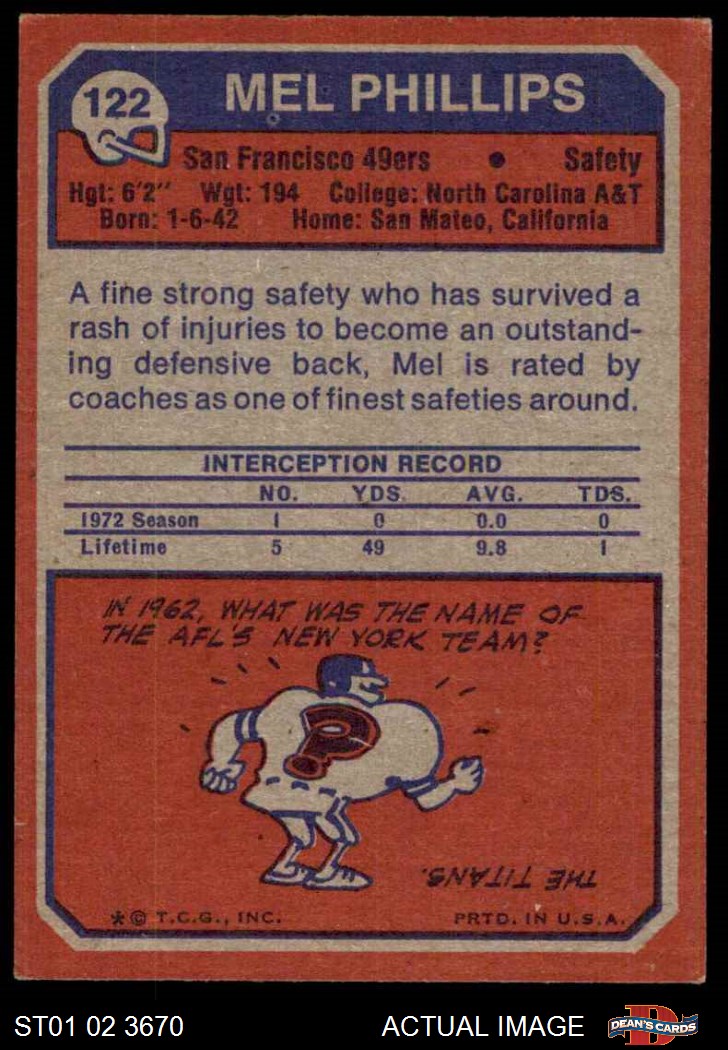 122
MEL PHILLIPS
San Francisco 49ers • Safety
Hgt: 6'2" Wgt: 194 College: North Carolina A&T
Born: 1-6-42 Home: San Mateo, California
A fine strong safety who has survived a
rash of injuries to become an outstand-
ing defensive back, Mel is rated by
coaches as one of finest safeties around.
INTERCEPTION RECORD
NO. YDS. AVG. TDS.
1972 Season 1 0 0.0 0
Lifetime 5 49 9.8 1
IN 1962, WHAT WAS THE NAME OF
THE AFL'S NEW YORK TEAM?
?
THE TITANS.
* © T.C.G., INC. PRTD. IN U.S.A.
ST01 02 3670 ACTUAL IMAGE D DEAN'S CARDS